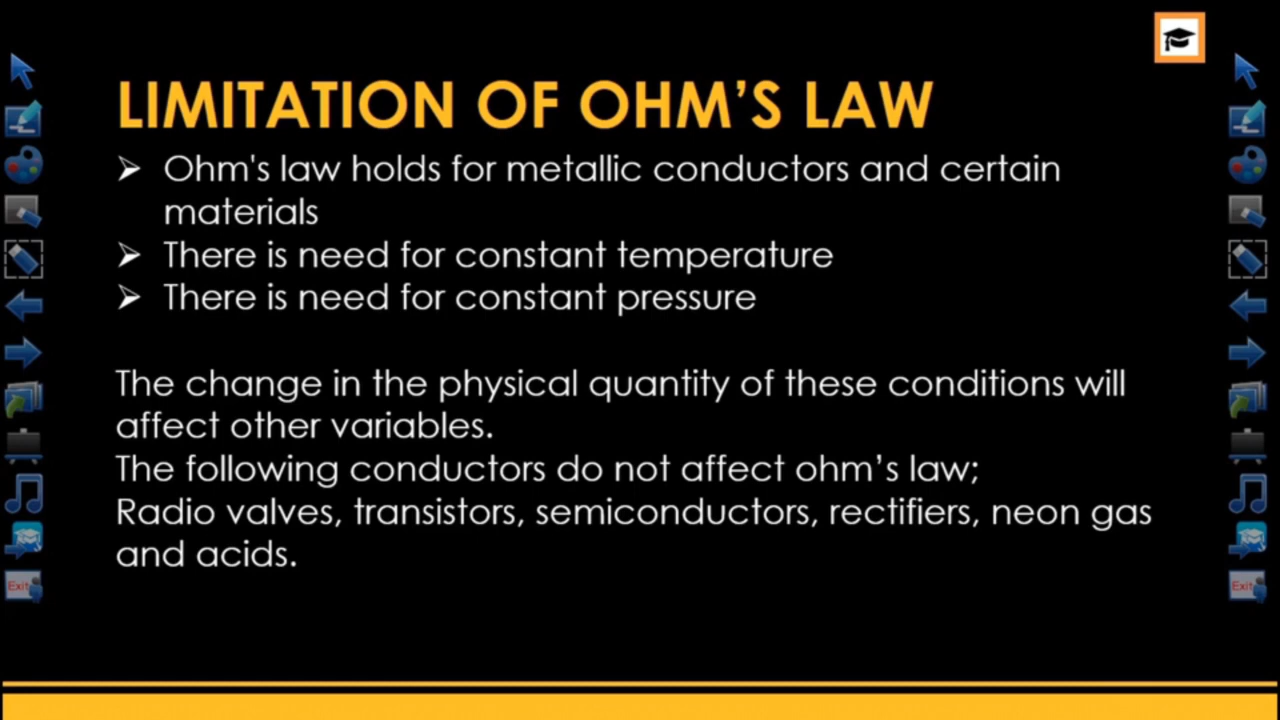 LIMITATION OF OHM’S LAW
➢ Ohm's law holds for metallic conductors and certain
materials
➢ There is need for constant temperature
➢ There is need for constant pressure
The change in the physical quantity of these conditions will
affect other variables.
The following conductors do not affect ohm’s law;
Radio valves, transistors, semiconductors, rectifiers, neon gas
and acids.
Exit
Exit